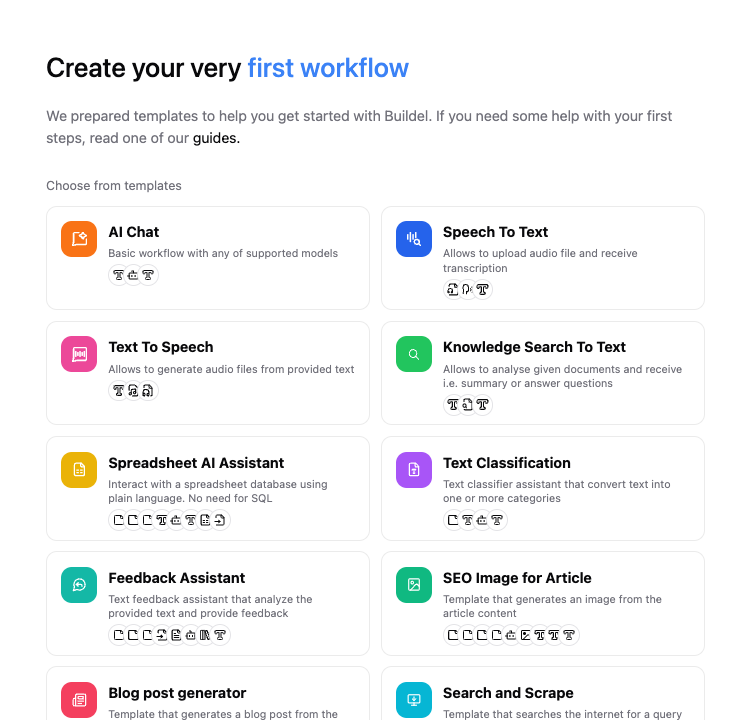 Create your very first workflow
We prepared templates to help you get started with Buildel. If you need some help with your first
steps, read one of our guides.
Choose from templates
AI Chat
Basic workflow with any of supported models
Speech To Text
Allows to upload audio file and receive
transcription
Text To Speech
Allows to generate audio files from provided text
Knowledge Search To Text
Allows to analyse given documents and receive
i.e. summary or answer questions
Spreadsheet AI Assistant
Interact with a spreadsheet database using
plain language. No need for SQL
Text Classification
Text classifier assistant that convert text into
one or more categories
Feedback Assistant
Text feedback assistant that analyze the
provided text and provide feedback
SEO Image for Article
Template that generates an image from the
article content
Blog post generator
Template that generates a blog post from the
Search and Scrape
Template that searches the internet for a query